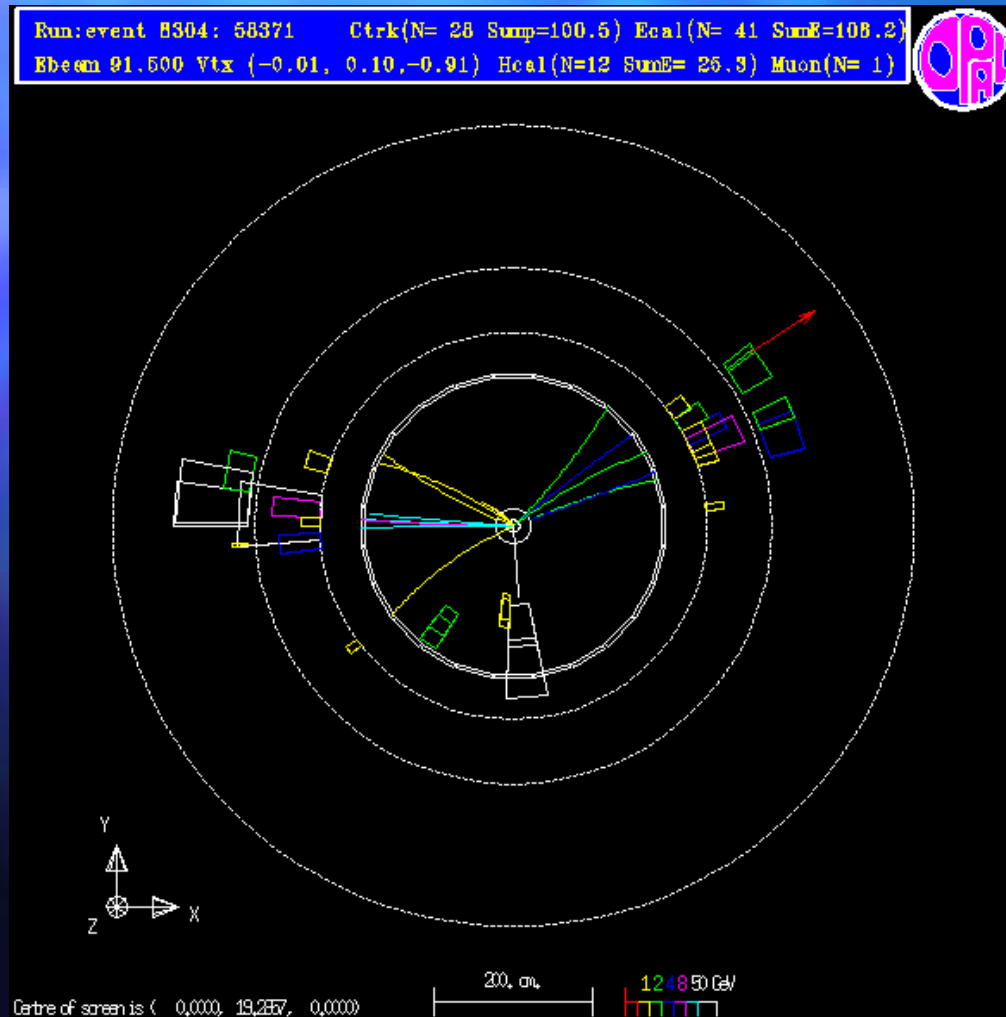 Run:event 8304: 58371 Ctrk(N= 28 Sump=100.5) Ecal(N= 41 SumE=108.2)
Ebeam 91.500 Vtx (-0.01, 0.10,-0.91) Hcal(N=12 SumE= 25.3) Muon(N= 1)
OPAL
Y
X
Z
200. cm.
1 2 4 8 50 GeV
Centre of screen is ( 0.0000, 19.2857, 0.0000)